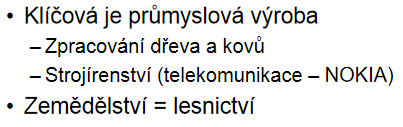 • Klíčová je průmyslová výroba
– Zpracování dřeva a kovů
– Strojírenství (telekomunikace – NOKIA)
• Zemědělství = lesnictví